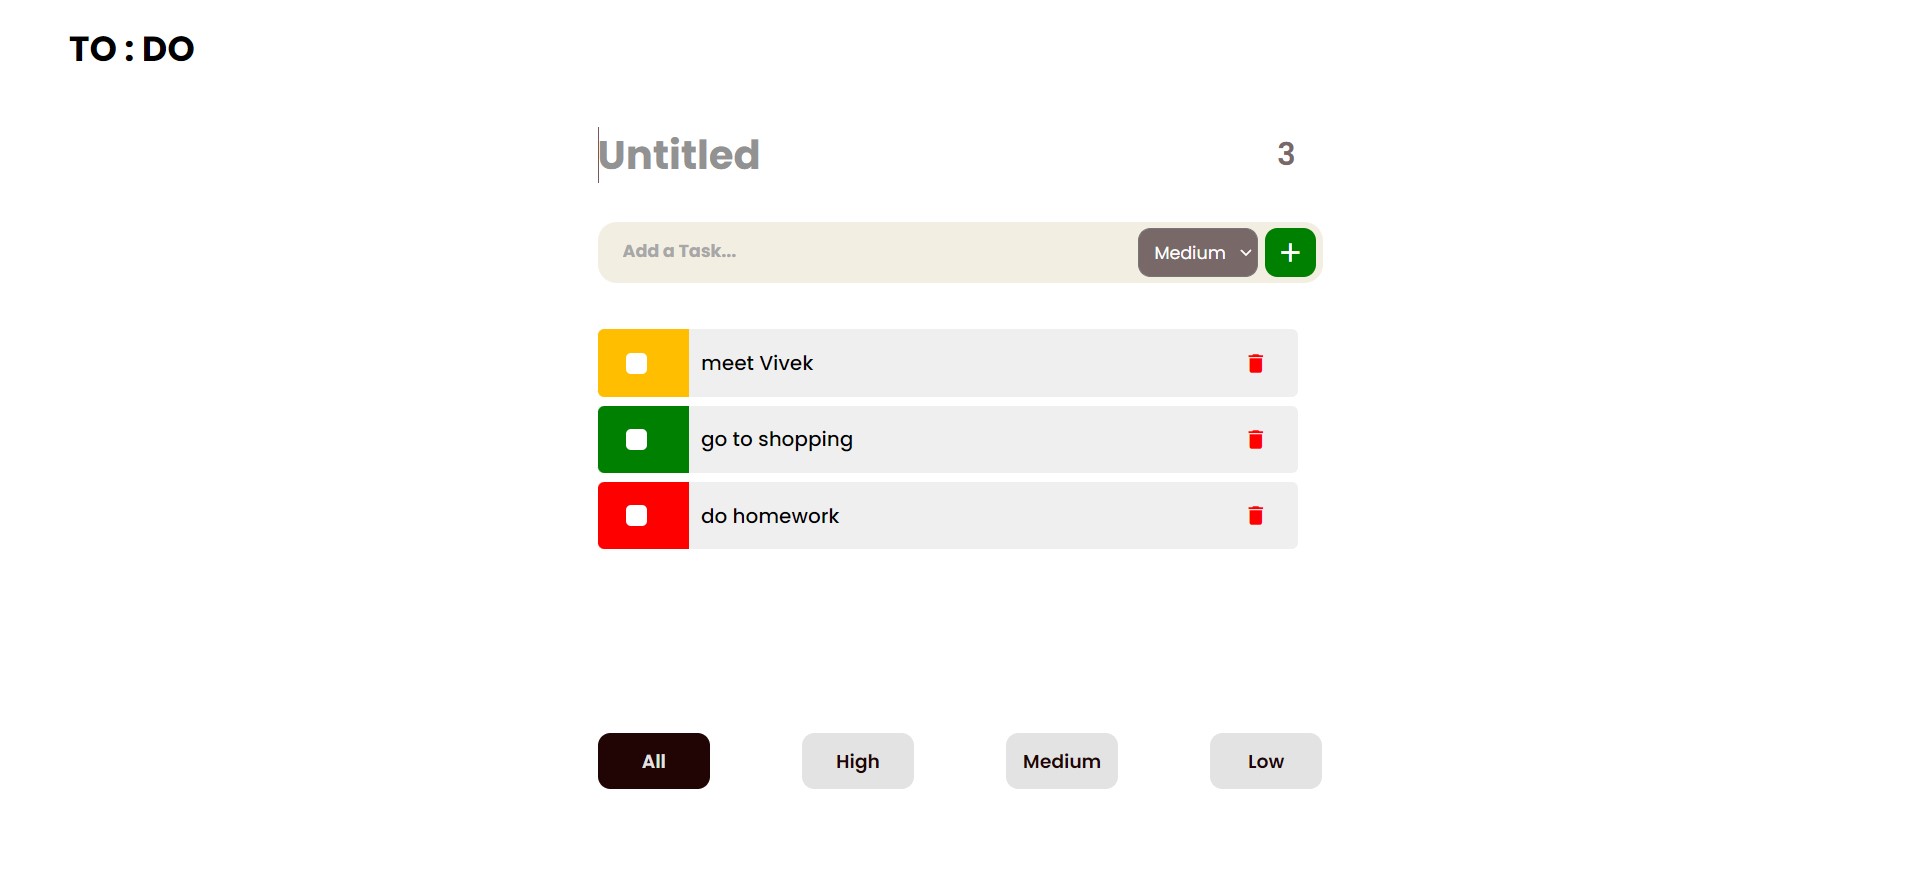 TO : DO
Untitled
3
Add a Task...
Medium
meet Vivek
go to shopping
do homework
All
High
Medium
Low